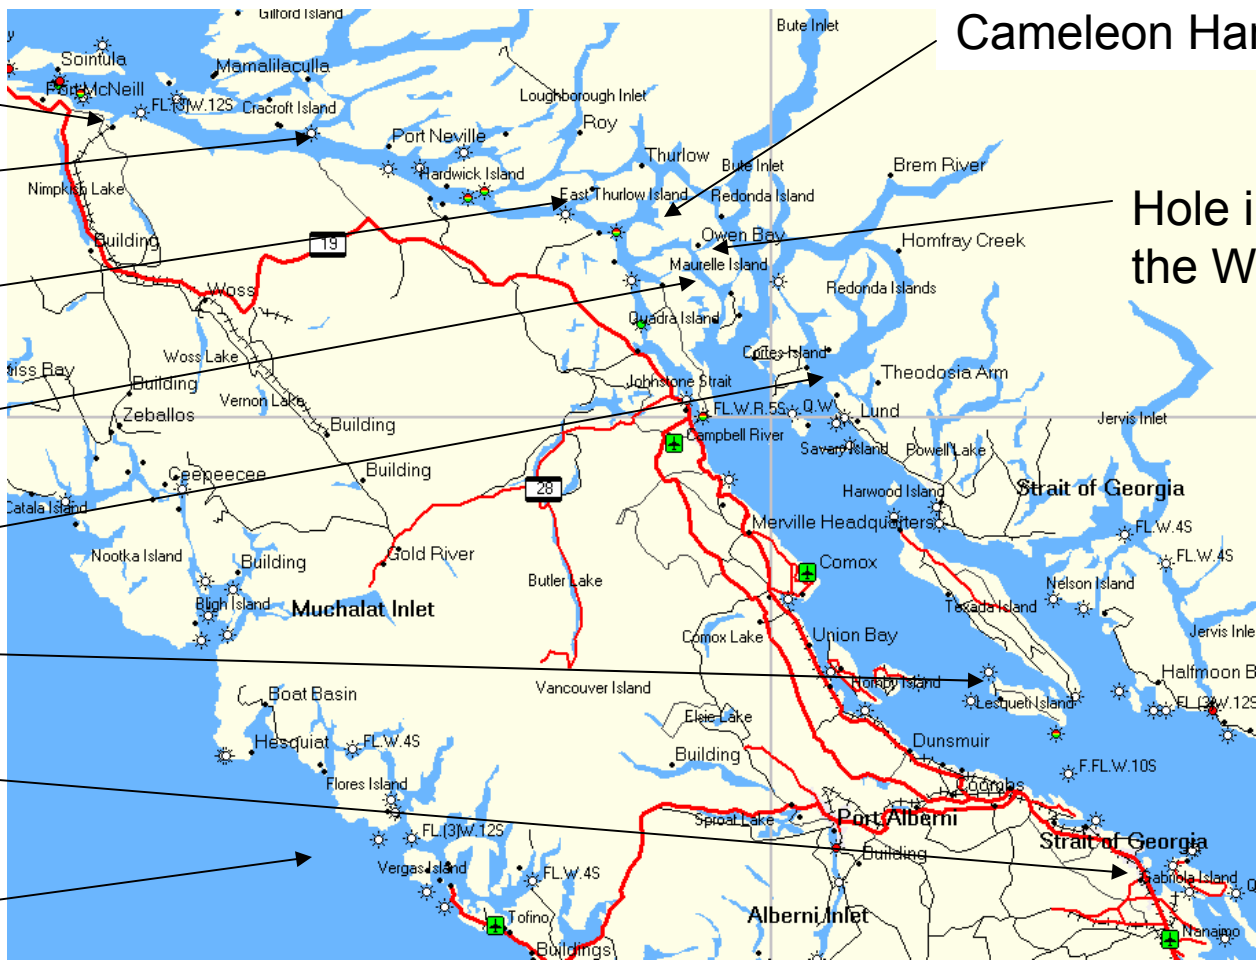 Gilford Island
Bute Inlet
Cameleon Har
Sointula
Mamalilaculla
Port McNeill
FL.(3)W.12S
Cracroft Island
Loughborough Inlet
Roy
Port Neville
Thurlow
Bute Inlet
Brem River
Nimpkish Lake
Hardwick Island
East Thurlow Island
Redonda Island
Hole i
the W
Building
19
Owen Bay
Homfray Creek
Maurelle Island
Woss
Redonda Islands
Quadra Island
Woss Lake
Cortes Island
niss Bay
Building
Johnstone Strait
Theodosia Arm
Vernon Lake
Zeballos
Building
FL.W.R.5S
Q.W
Lund
Jervis Inlet
Campbell River
Savary Island
Powell Lake
Ceepeecee
Building
28
Harwood Island
Strait of Georgia
Catala Island
Merville Headquarters
FL.W.4S
Nootka Island
Gold River
FL.W.4S
Building
Butler Lake
Comox
Nelson Island
Bligh Island
Muchalat Inlet
Texada Island
Comox Lake
Union Bay
Jervis Inle
Halfmoon B
Vancouver Island
Hornby Island
Boat Basin
Lesqueti Island
FL.(3)W.12S
Elsie Lake
Hesquiat
FL.W.4S
Dunsmuir
Building
F.FL.W.10S
Flores Island
Coombs
Sproat Lake
Port Alberni
FL.(3)W.12S
Strait of Georgia
Building
Vergas Island
FL.W.4S
Gabriola Island
Q
Tofino
Alberni Inlet
Nanaimo
Buildings